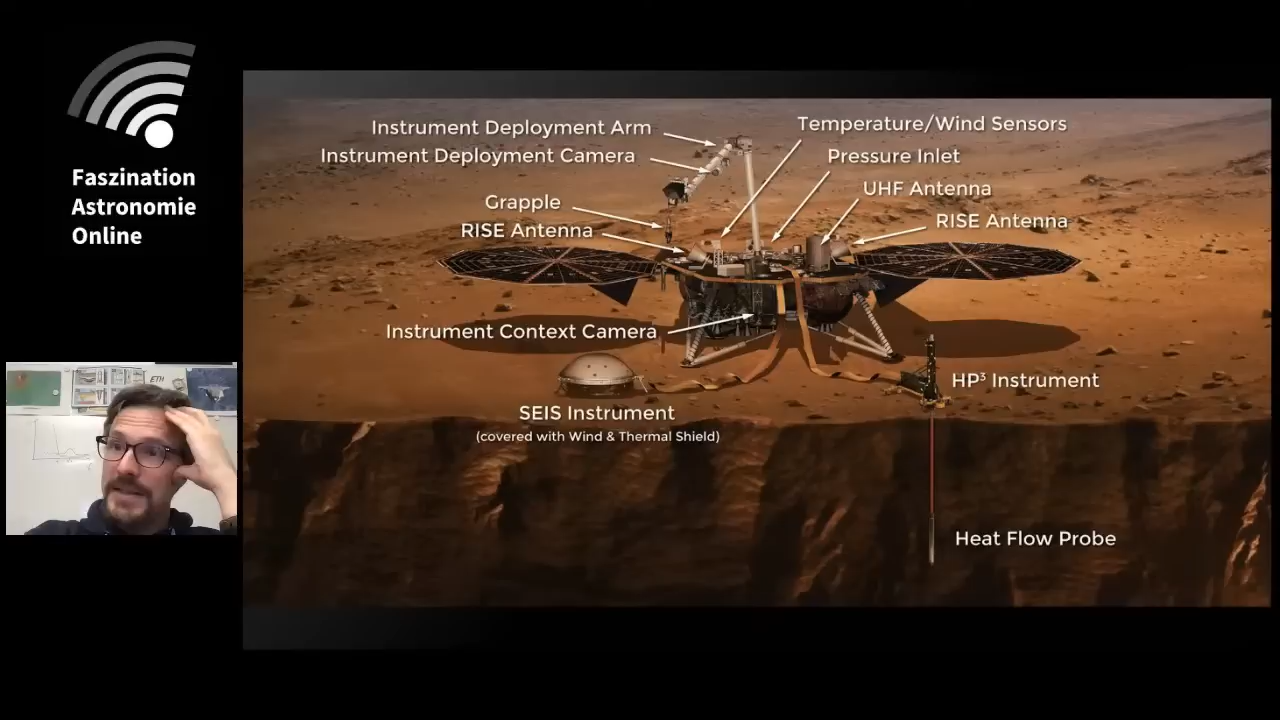 Faszination
Astronomie
Online
Instrument Deployment Arm
Instrument Deployment Camera
Grapple
RISE Antenna
Temperature/Wind Sensors
Pressure Inlet
UHF Antenna
RISE Antenna
Instrument Context Camera
SEIS Instrument
(covered with Wind & Thermal Shield)
HP³ Instrument
Heat Flow Probe
ETH